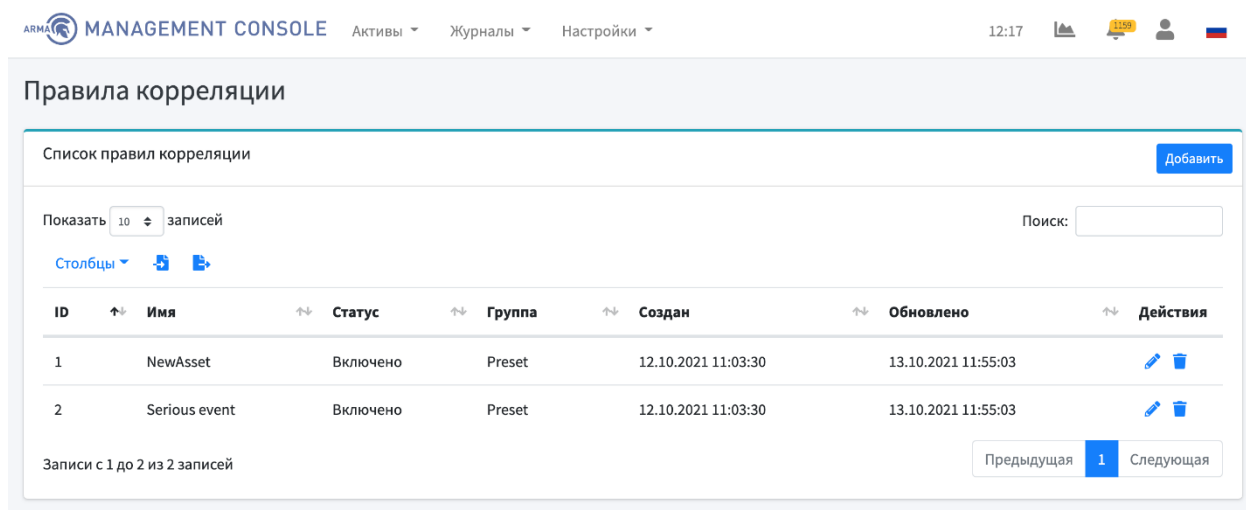 ARMA MANAGEMENT CONSOLE Активы Журналы Настройки 12:17 1159
Правила корреляции
Список правил корреляции Добавить
Показать 10 записей Поиск:
Столбцы
ID Имя Статус Группа Создан Обновлено Действия
1 NewAsset Включено Preset 12.10.2021 11:03:30 13.10.2021 11:55:03
2 Serious event Включено Preset 12.10.2021 11:03:30 13.10.2021 11:55:03
Записи с 1 до 2 из 2 записей Предыдущая 1 Следующая